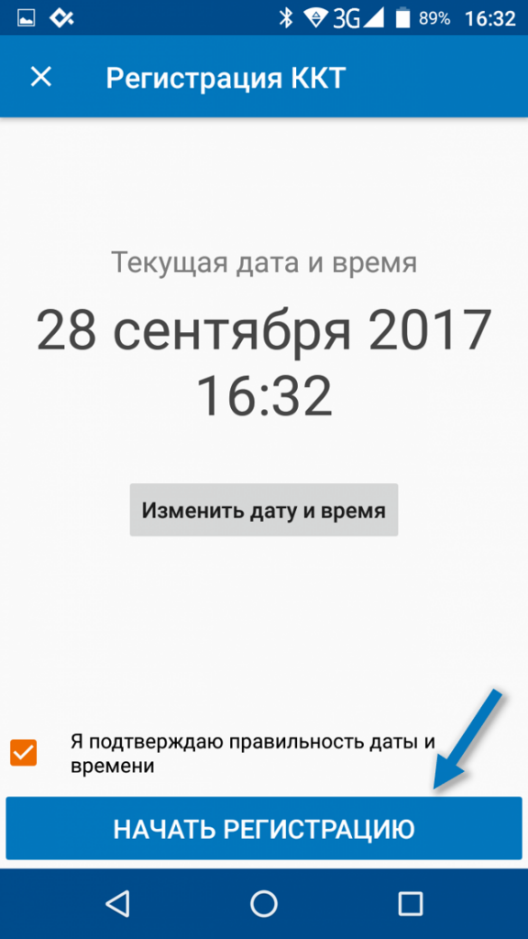 3G 89% 16:32
Регистрация ККТ
Текущая дата и время
28 сентября 2017
16:32
Изменить дату и время
Я подтверждаю правильность даты и
времени
НАЧАТЬ РЕГИСТРАЦИЮ